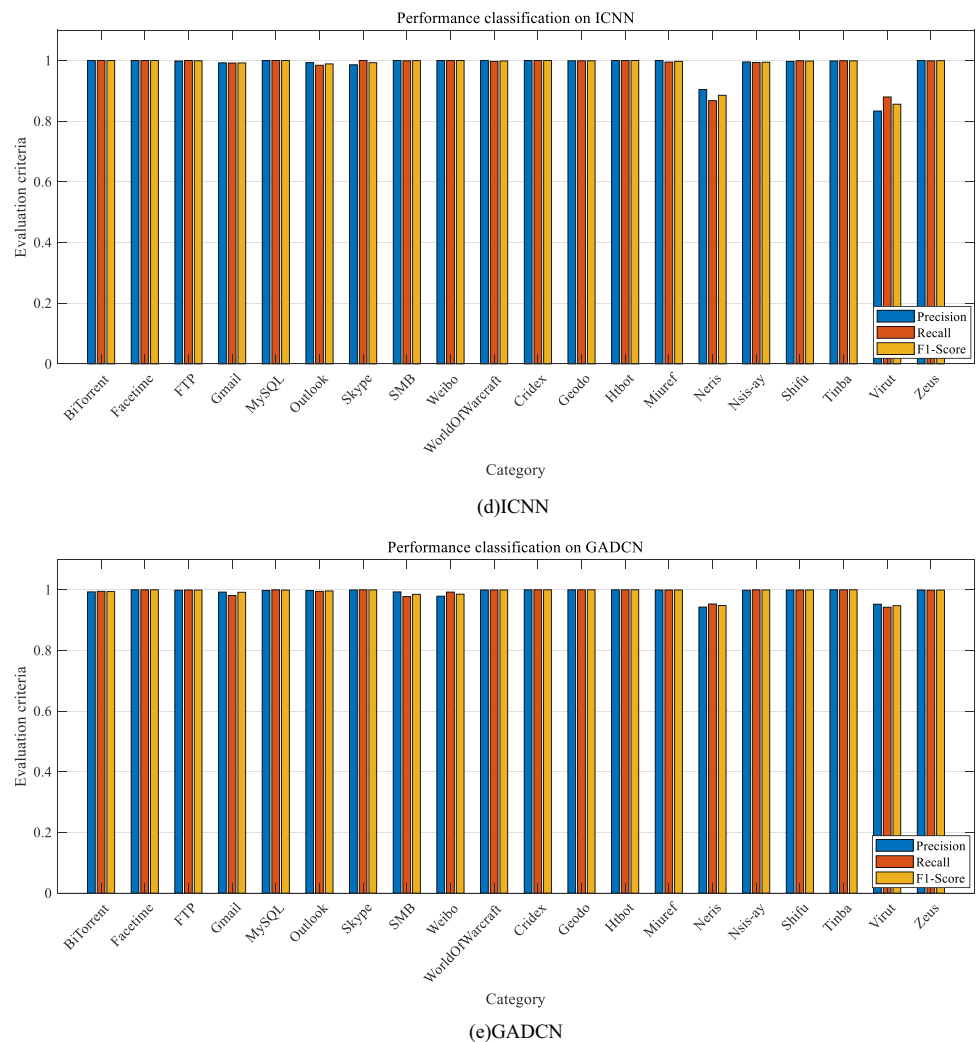 Performance classification on ICNN
Evaluation criteria
1
0.8
0.6
0.4
0.2
0
Precision
Recall
F1-Score
BiTorrent
Facetime
FTP
Gmail
MySQL
Outlook
Skype
SMB
Weibo
WorldOfWarcraft
Cridex
Geodo
Htbot
Miuref
Neris
Nsis-ay
Shifu
Tinba
Virut
Zeus
Category
(d)ICNN
Performance classification on GADCN
Evaluation criteria
1
0.8
0.6
0.4
0.2
0
Precision
Recall
F1-Score
BiTorrent
Facetime
FTP
Gmail
MySQL
Outlook
Skype
SMB
Weibo
WorldOfWarcraft
Cridex
Geodo
Htbot
Miuref
Neris
Nsis-ay
Shifu
Tinba
Virut
Zeus
Category
(e)GADCN